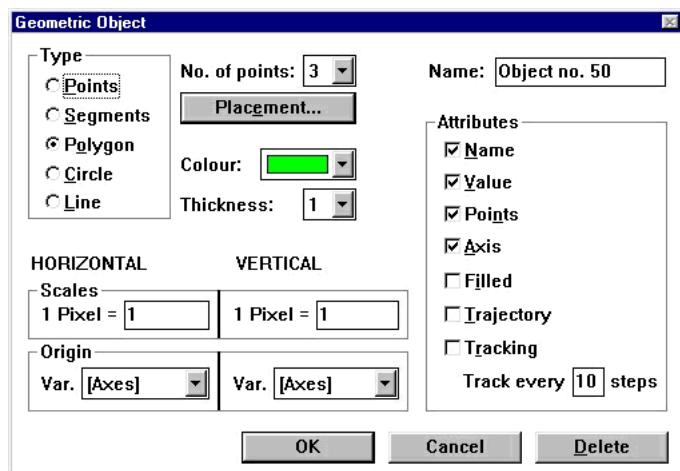 Geometric Object
Type
Points
Segments
Polygon
Circle
Line
No. of points: 3
Placement...
Colour:
Thickness: 1
Name: Object no. 50
Attributes
Name
Value
Points
Axis
Filled
Trajectory
Tracking
Track every 10 steps
HORIZONTAL VERTICAL
Scales
1 Pixel = 1 1 Pixel = 1
Origin
Var. [Axes] Var. [Axes]
OK Cancel Delete